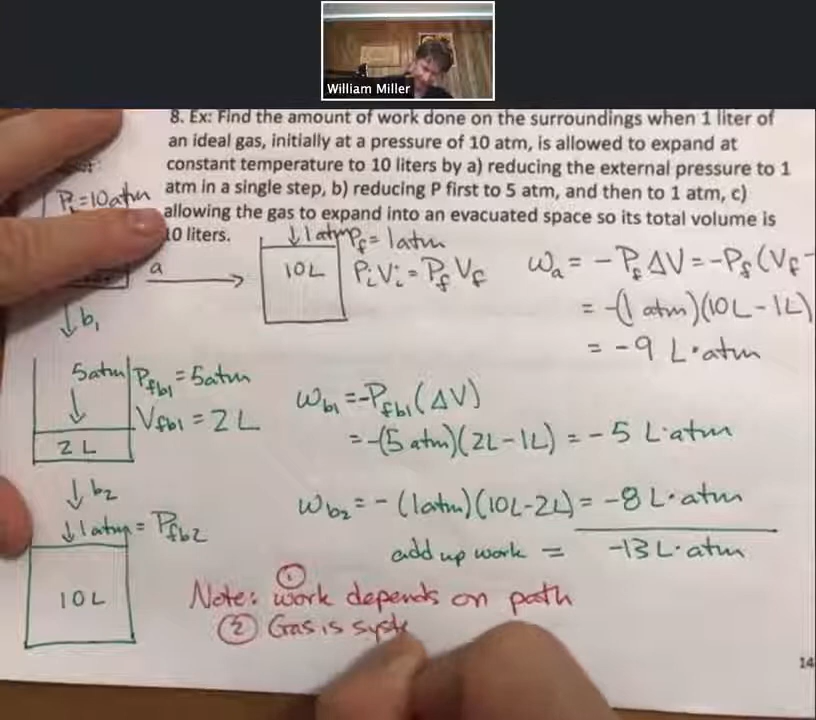 William Miller
8. Ex: Find the amount of work done on the surroundings when 1 liter of
an ideal gas, initially at a pressure of 10 atm, is allowed to expand at
constant temperature to 10 liters by a) reducing the external pressure to 1
atm in a single step, b) reducing P first to 5 atm, and then to 1 atm, c)
allowing the gas to expand into an evacuated space so its total volume is
10 liters.
Pᵢ=10atm
a
↓1atm Pf = 1atm
10L
PᵢVᵢ = PfVf
wa = -PfΔV = -Pf(Vf-
= -(1 atm)(10L-1L)
= -9 L·atm
↓b₁
5atm
Pfb1 = 5atm
Vfb1 = 2L
2L
wb1 = -Pfb1(ΔV)
= -(5 atm)(2L-1L) = -5 L·atm
↓b₂
↓1atm = Pfb2
10L
wb2 = -(1atm)(10L-2L) = -8 L·atm
add up work = -13 L·atm
Note: ① work depends on path
② Gas is syste
14